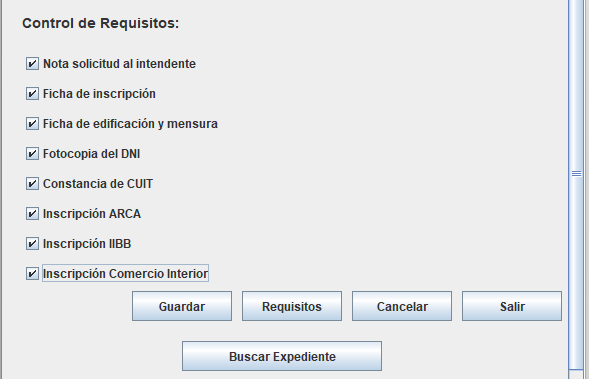 Control de Requisitos:
Nota solicitud al intendente
Ficha de inscripción
Ficha de edificación y mensura
Fotocopia del DNI
Constancia de CUIT
Inscripción ARCA
Inscripción IIBB
Inscripción Comercio Interior
Guardar Requisitos Cancelar Salir
Buscar Expediente